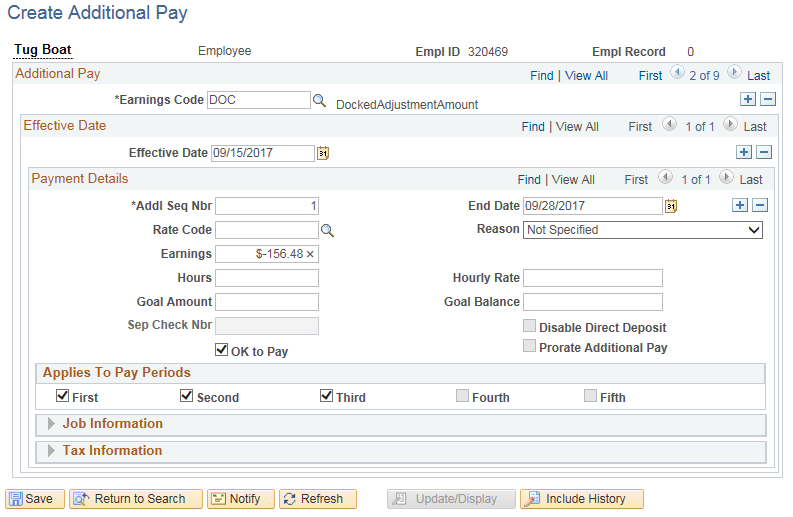 Create Additional Pay
Tug Boat Employee Empl ID 320469 Empl Record 0
Additional Pay Find | View All First 2 of 9 Last
*Earnings Code DOC DockedAdjustmentAmount
Effective Date Find | View All First 1 of 1 Last
Effective Date 09/15/2017
Payment Details Find | View All First 1 of 1 Last
*Addl Seq Nbr 1 End Date 09/28/2017
Rate Code Reason Not Specified
Earnings $-156.48 ×
Hours Hourly Rate
Goal Amount Goal Balance
Sep Check Nbr Disable Direct Deposit
OK to Pay Prorate Additional Pay
Applies To Pay Periods
First Second Third Fourth Fifth
Job Information
Tax Information
Save Return to Search Notify Refresh Update/Display Include History